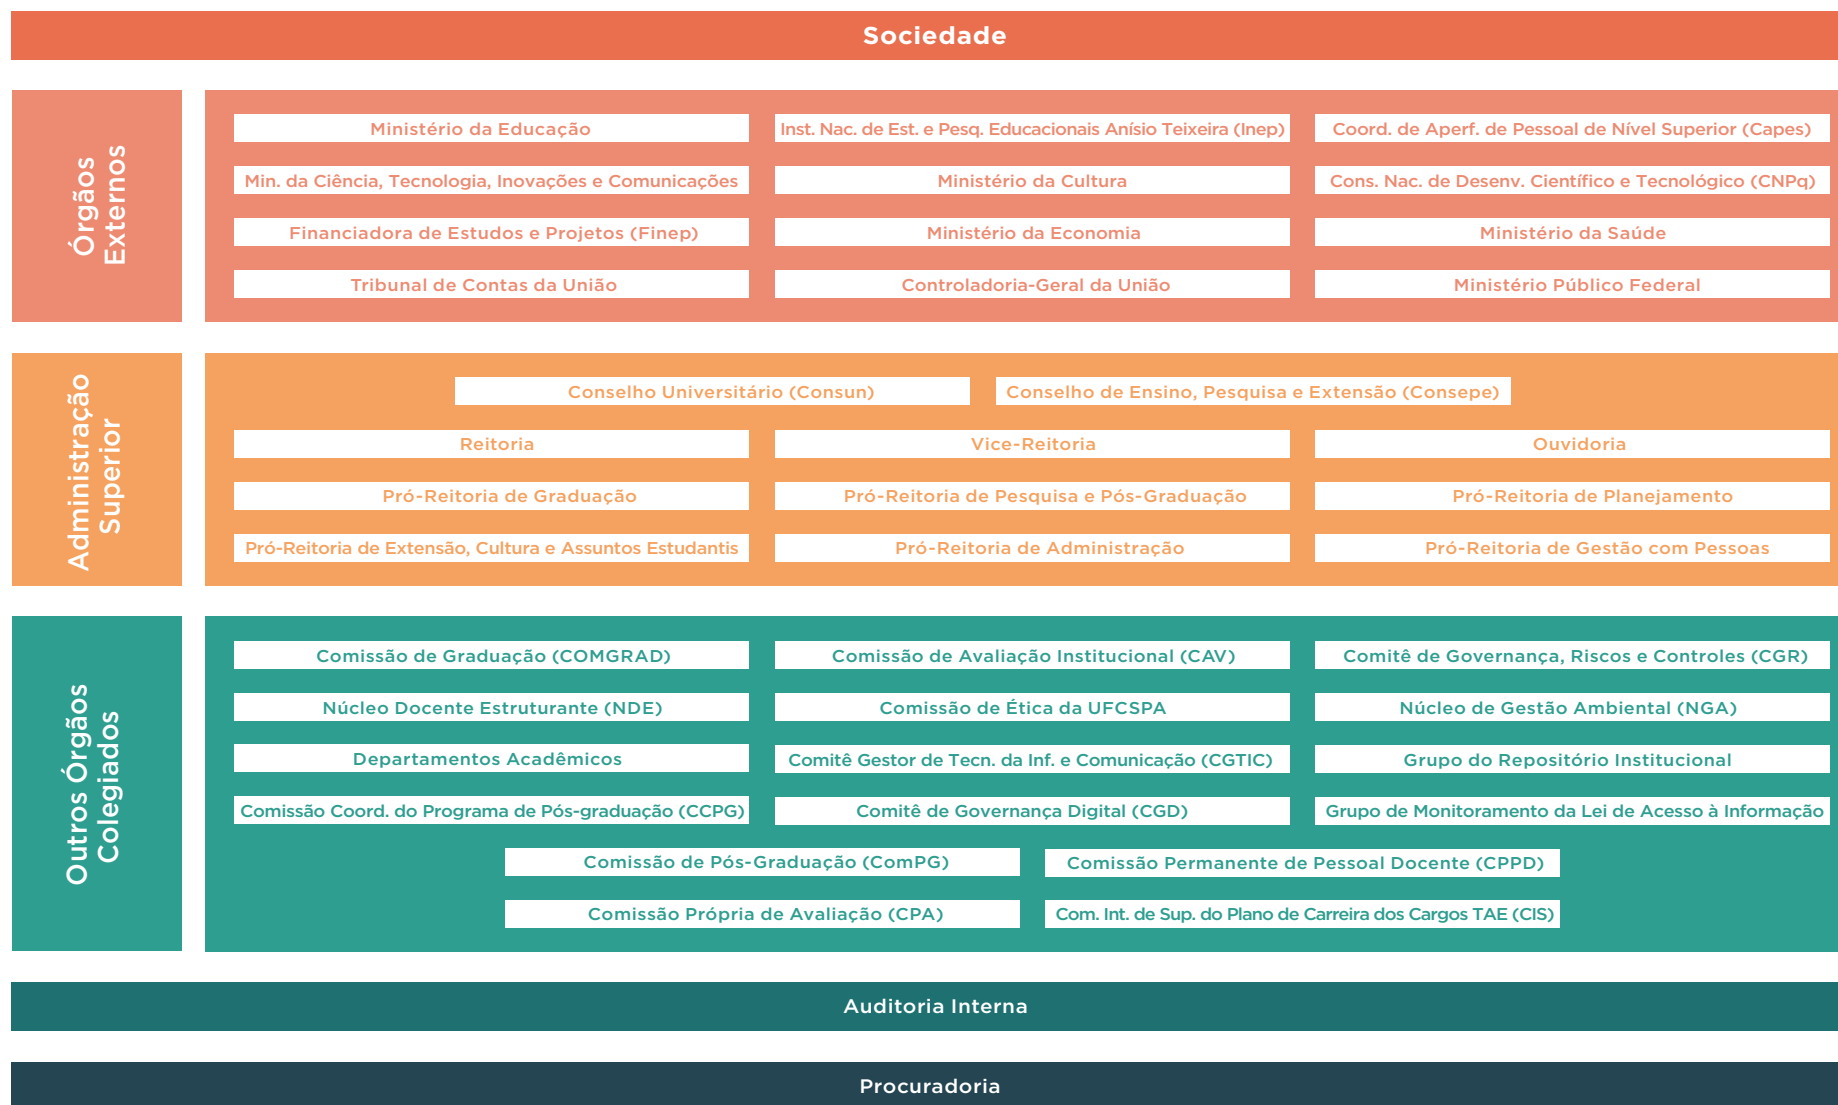 Sociedade
Órgãos
Externos
Ministério da Educação
Inst. Nac. de Est. e Pesq. Educacionais Anísio Teixeira (Inep)
Coord. de Aperf. de Pessoal de Nível Superior (Capes)
Min. da Ciência, Tecnologia, Inovações e Comunicações
Ministério da Cultura
Cons. Nac. de Desenv. Científico e Tecnológico (CNPq)
Financiadora de Estudos e Projetos (Finep)
Ministério da Economia
Ministério da Saúde
Tribunal de Contas da União
Controladoria-Geral da União
Ministério Público Federal
Administração
Superior
Conselho Universitário (Consun)
Conselho de Ensino, Pesquisa e Extensão (Consepe)
Reitoria
Vice-Reitoria
Ouvidoria
Pró-Reitoria de Graduação
Pró-Reitoria de Pesquisa e Pós-Graduação
Pró-Reitoria de Planejamento
Pró-Reitoria de Extensão, Cultura e Assuntos Estudantis
Pró-Reitoria de Administração
Pró-Reitoria de Gestão com Pessoas
Outros Órgãos
Colegiados
Comissão de Graduação (COMGRAD)
Comissão de Avaliação Institucional (CAV)
Comitê de Governança, Riscos e Controles (CGR)
Núcleo Docente Estruturante (NDE)
Comissão de Ética da UFCSPA
Núcleo de Gestão Ambiental (NGA)
Departamentos Acadêmicos
Comitê Gestor de Tecn. da Inf. e Comunicação (CGTIC)
Grupo do Repositório Institucional
Comissão Coord. do Programa de Pós-graduação (CCPG)
Comitê de Governança Digital (CGD)
Grupo de Monitoramento da Lei de Acesso à Informação
Comissão de Pós-Graduação (ComPG)
Comissão Permanente de Pessoal Docente (CPPD)
Comissão Própria de Avaliação (CPA)
Com. Int. de Sup. do Plano de Carreira dos Cargos TAE (CIS)
Auditoria Interna
Procuradoria